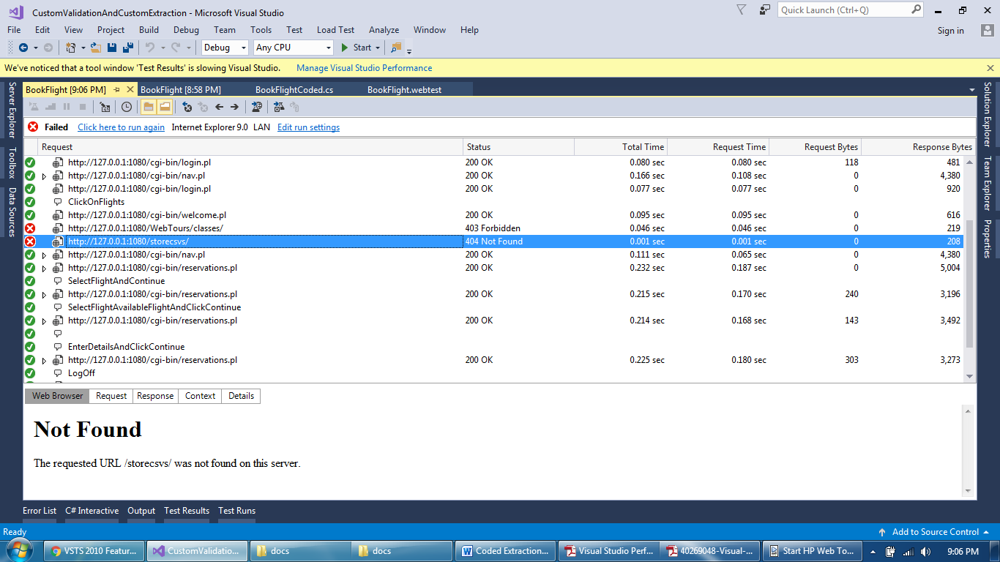 CustomValidationAndCustomExtraction - Microsoft Visual Studio
Quick Launch (Ctrl+Q)
File Edit View Project Build Debug Team Tools Test Load Test Analyze Window Help
Sign in
Debug Any CPU Start
We've noticed that a tool window 'Test Results' is slowing Visual Studio. Manage Visual Studio Performance
Server Explorer
Toolbox
Data Sources
BookFlight [9:06 PM] BookFlight [8:58 PM] BookFlightCoded.cs BookFlight.webtest
Failed Click here to run again Internet Explorer 9.0 LAN Edit run settings
Request Status Total Time Request Time Request Bytes Response Bytes
http://127.0.0.1:1080/cgi-bin/login.pl 200 OK 0.080 sec 0.080 sec 118 481
http://127.0.0.1:1080/cgi-bin/nav.pl 200 OK 0.166 sec 0.108 sec 0 4,380
http://127.0.0.1:1080/cgi-bin/login.pl 200 OK 0.077 sec 0.077 sec 0 920
ClickOnFlights
http://127.0.0.1:1080/cgi-bin/welcome.pl 200 OK 0.095 sec 0.095 sec 0 616
http://127.0.0.1:1080/WebTours/classes/ 403 Forbidden 0.046 sec 0.046 sec 0 219
http://127.0.0.1:1080/storecsvs/ 404 Not Found 0.001 sec 0.001 sec 0 208
http://127.0.0.1:1080/cgi-bin/nav.pl 200 OK 0.111 sec 0.065 sec 0 4,380
http://127.0.0.1:1080/cgi-bin/reservations.pl 200 OK 0.232 sec 0.187 sec 0 5,004
SelectFlightAndContinue
http://127.0.0.1:1080/cgi-bin/reservations.pl 200 OK 0.215 sec 0.170 sec 240 3,196
SelectFlightAvailableFlightAndClickContinue
http://127.0.0.1:1080/cgi-bin/reservations.pl 200 OK 0.214 sec 0.168 sec 143 3,492
EnterDetailsAndClickContinue
http://127.0.0.1:1080/cgi-bin/reservations.pl 200 OK 0.225 sec 0.180 sec 303 3,273
LogOff
Solution Explorer
Team Explorer
Properties
Web Browser Request Response Context Details
Not Found
The requested URL /storecsvs/ was not found on this server.
Error List C# Interactive Output Test Results Test Runs
Ready
Add to Source Control
VSTS 2010 Featur... CustomValidatio... docs docs Coded Extraction... Visual Studio Perf... 40269048-Visual-... Start HP Web To... 9:06 PM